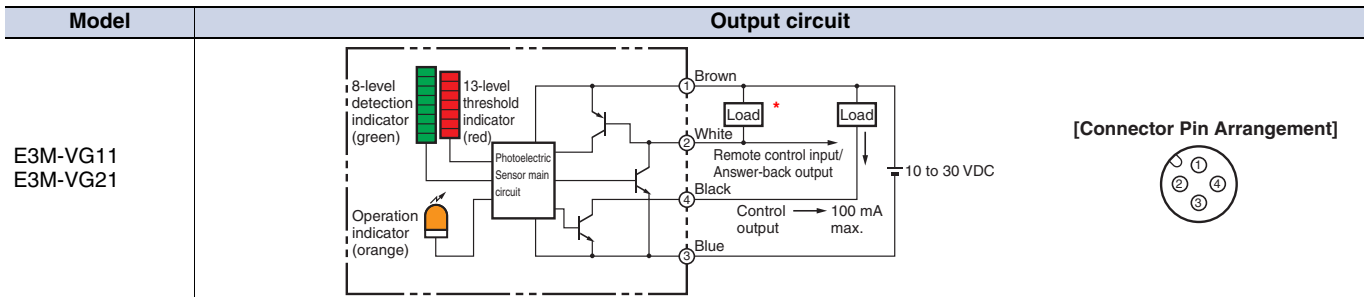 Model
Output circuit
E3M-VG11
E3M-VG21
8-level
detection
indicator
(green)
13-level
threshold
indicator
(red)
Photoelectric
Sensor main
circuit
Operation
indicator
(orange)
1
Brown
Load
*
Load
2
White
Remote control input/
Answer-back output
10 to 30 VDC
4
Black
Control
output
100 mA
max.
3
Blue
[Connector Pin Arrangement]
1
2
4
3